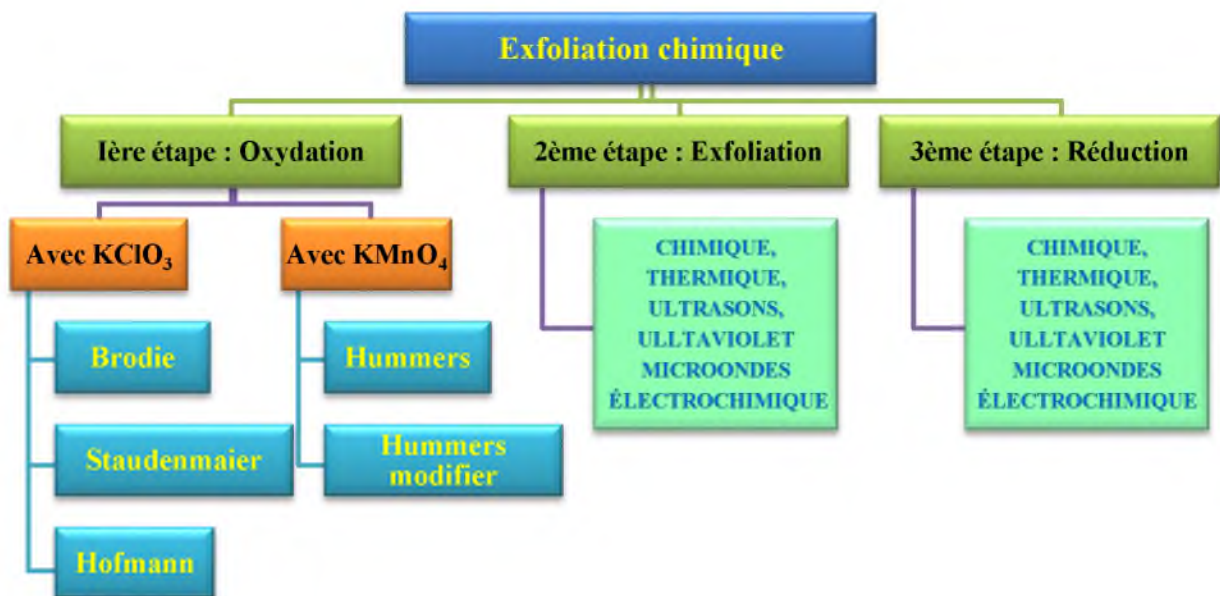 Exfoliation chimique
Ière étape : Oxydation
2ème étape : Exfoliation
3ème étape : Réduction
Avec KClO₃
Avec KMnO₄
Brodie
Staudenmaier
Hofmann
Hummers
Hummers
modifier
CHIMIQUE,
THERMIQUE,
ULTRASONS,
ULLTAVIOLET
MICROONDES
ÉLECTROCHIMIQUE
CHIMIQUE,
THERMIQUE,
ULTRASONS,
ULLTAVIOLET
MICROONDES
ÉLECTROCHIMIQUE